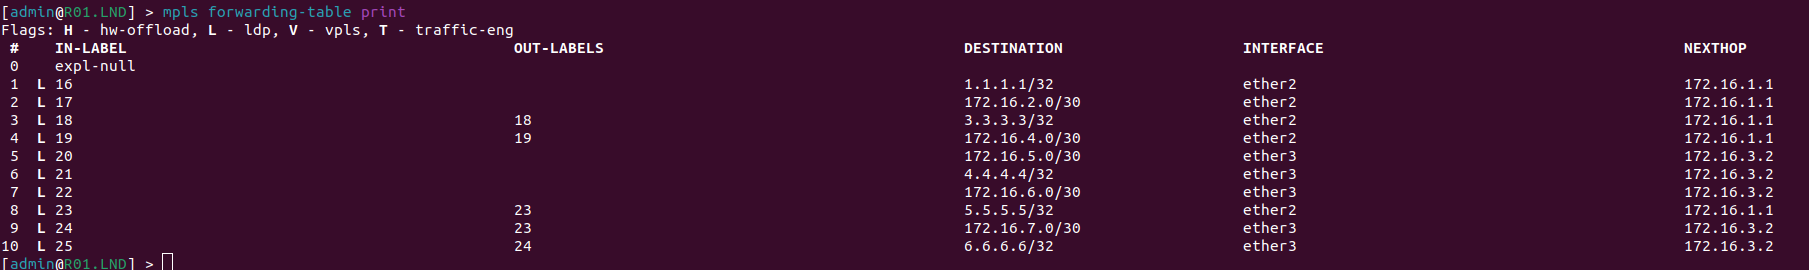 [admin@R01.LND] > mpls forwarding-table print
Flags: H - hw-offload, L - ldp, V - vpls, T - traffic-eng
#    IN-LABEL    OUT-LABELS    DESTINATION    INTERFACE    NEXTHOP
0    expl-null
1  L 16    1.1.1.1/32    ether2    172.16.1.1
2  L 17    172.16.2.0/30    ether2    172.16.1.1
3  L 18    18    3.3.3.3/32    ether2    172.16.1.1
4  L 19    19    172.16.4.0/30    ether2    172.16.1.1
5  L 20    172.16.5.0/30    ether3    172.16.3.2
6  L 21    4.4.4.4/32    ether3    172.16.3.2
7  L 22    172.16.6.0/30    ether3    172.16.3.2
8  L 23    23    5.5.5.5/32    ether2    172.16.1.1
9  L 24    23    172.16.7.0/30    ether3    172.16.3.2
10  L 25    24    6.6.6.6/32    ether3    172.16.3.2
[admin@R01.LND] >